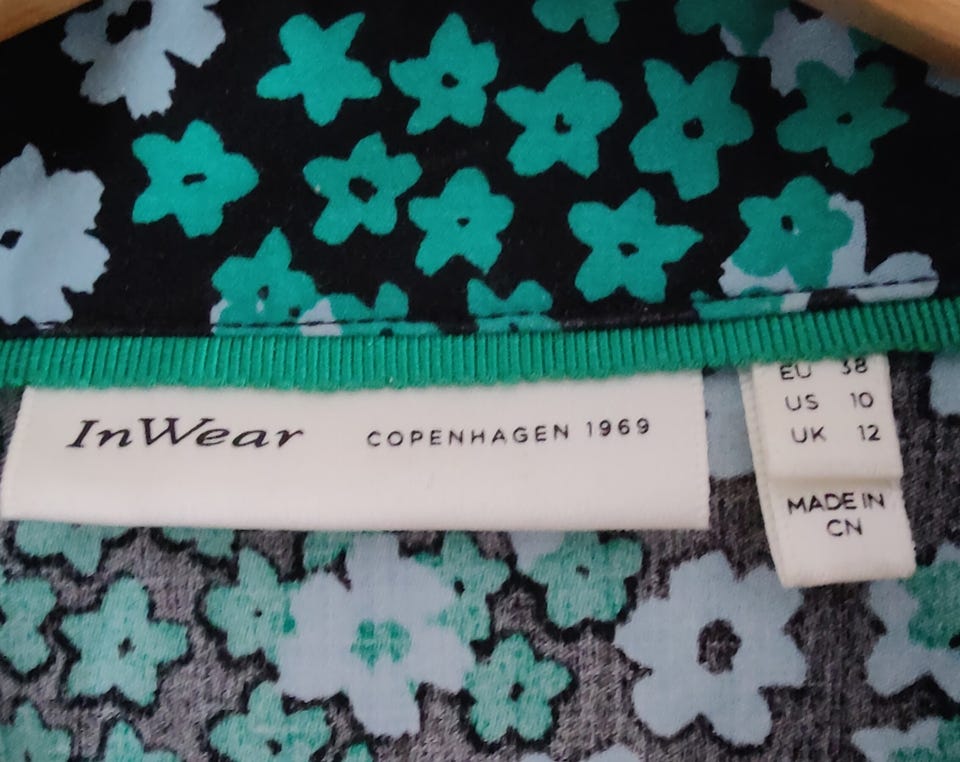 InWear COPENHAGEN 1969
EU 38
US 10
UK 12
MADE IN
CN